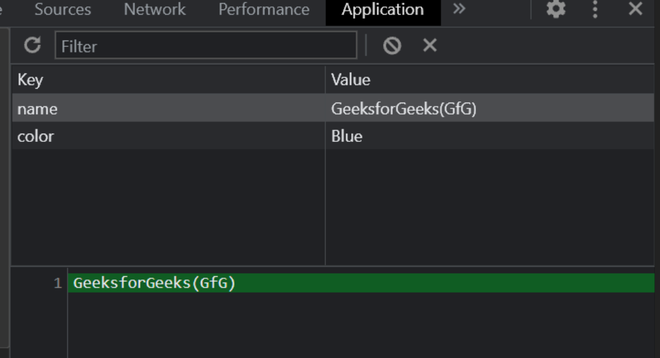 Sources Network Performance Application
Filter
Key Value
name GeeksforGeeks(GfG)
color Blue
1 GeeksforGeeks(GfG)